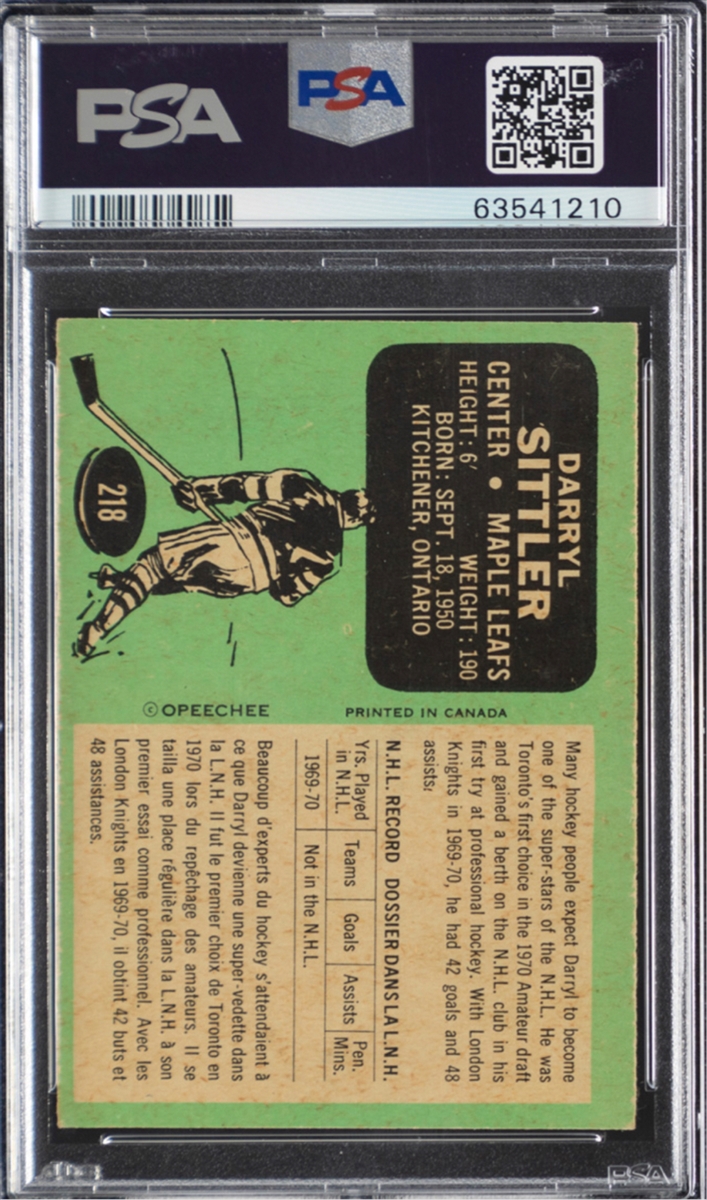 PSA
PSA
63541210
DARRYL
SITTLER
CENTER • MAPLE LEAFS
HEIGHT: 6' WEIGHT: 190
BORN: SEPT. 18, 1950
KITCHENER, ONTARIO
218
© OPEECHEE PRINTED IN CANADA
Many hockey people expect Darryl to become
one of the super-stars of the N.H.L. He was
Toronto's first choice in the 1970 Amateur draft
and gained a berth on the N.H.L. club in his
first try at professional hockey. With London
Knights in 1969-70, he had 42 goals and 48
assists.
N.H.L. RECORD DOSSIER DANS LA L.N.H.
Yrs. Played in N.H.L. Teams Goals Assists Pen. Mins.
1969-70 Not in the N.H.L.
Beaucoup d'experts du hockey s'attendaient à
ce que Darryl devienne une super-vedette dans
la L.N.H. Il fut le premier choix de Toronto en
1970 lors du repêchage des amateurs. Il se
tailla une place régulière dans la L.N.H. à son
premier essai comme professionnel. Avec les
London Knights en 1969-70, il obtint 42 buts et
48 assistances.
PSA